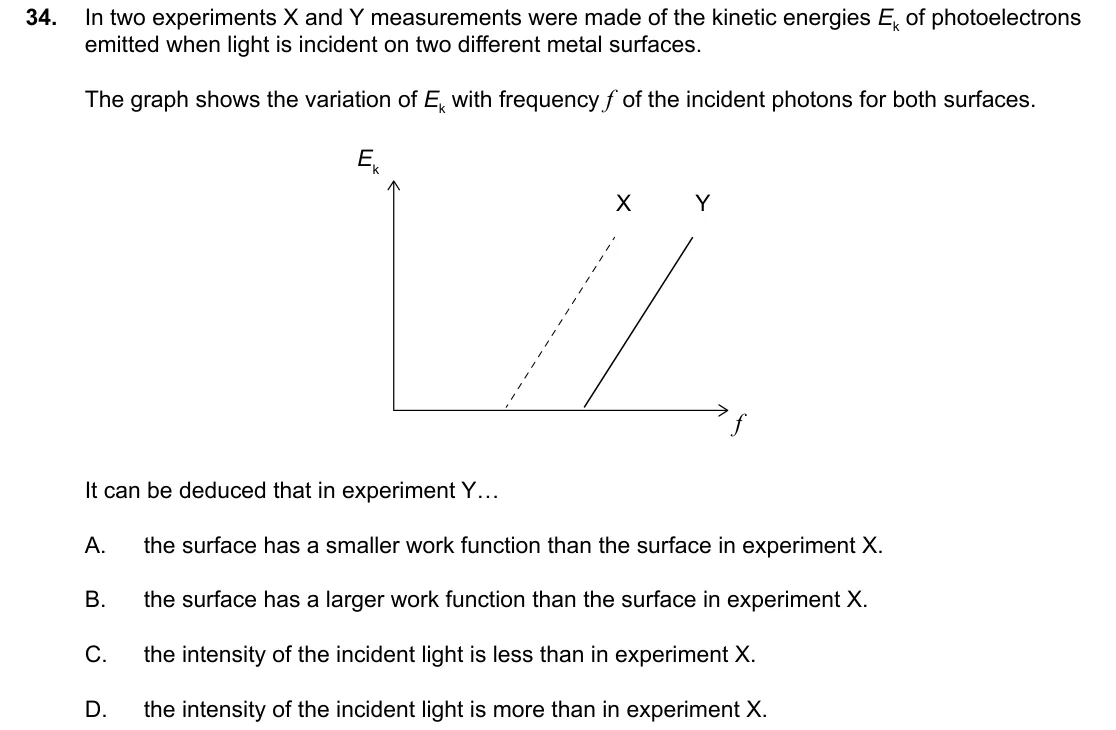 34. In two experiments X and Y measurements were made of the kinetic energies Eₖ of photoelectrons
emitted when light is incident on two different metal surfaces.
The graph shows the variation of Eₖ with frequency f of the incident photons for both surfaces.
Eₖ
X Y
f
It can be deduced that in experiment Y…
A. the surface has a smaller work function than the surface in experiment X.
B. the surface has a larger work function than the surface in experiment X.
C. the intensity of the incident light is less than in experiment X.
D. the intensity of the incident light is more than in experiment X.